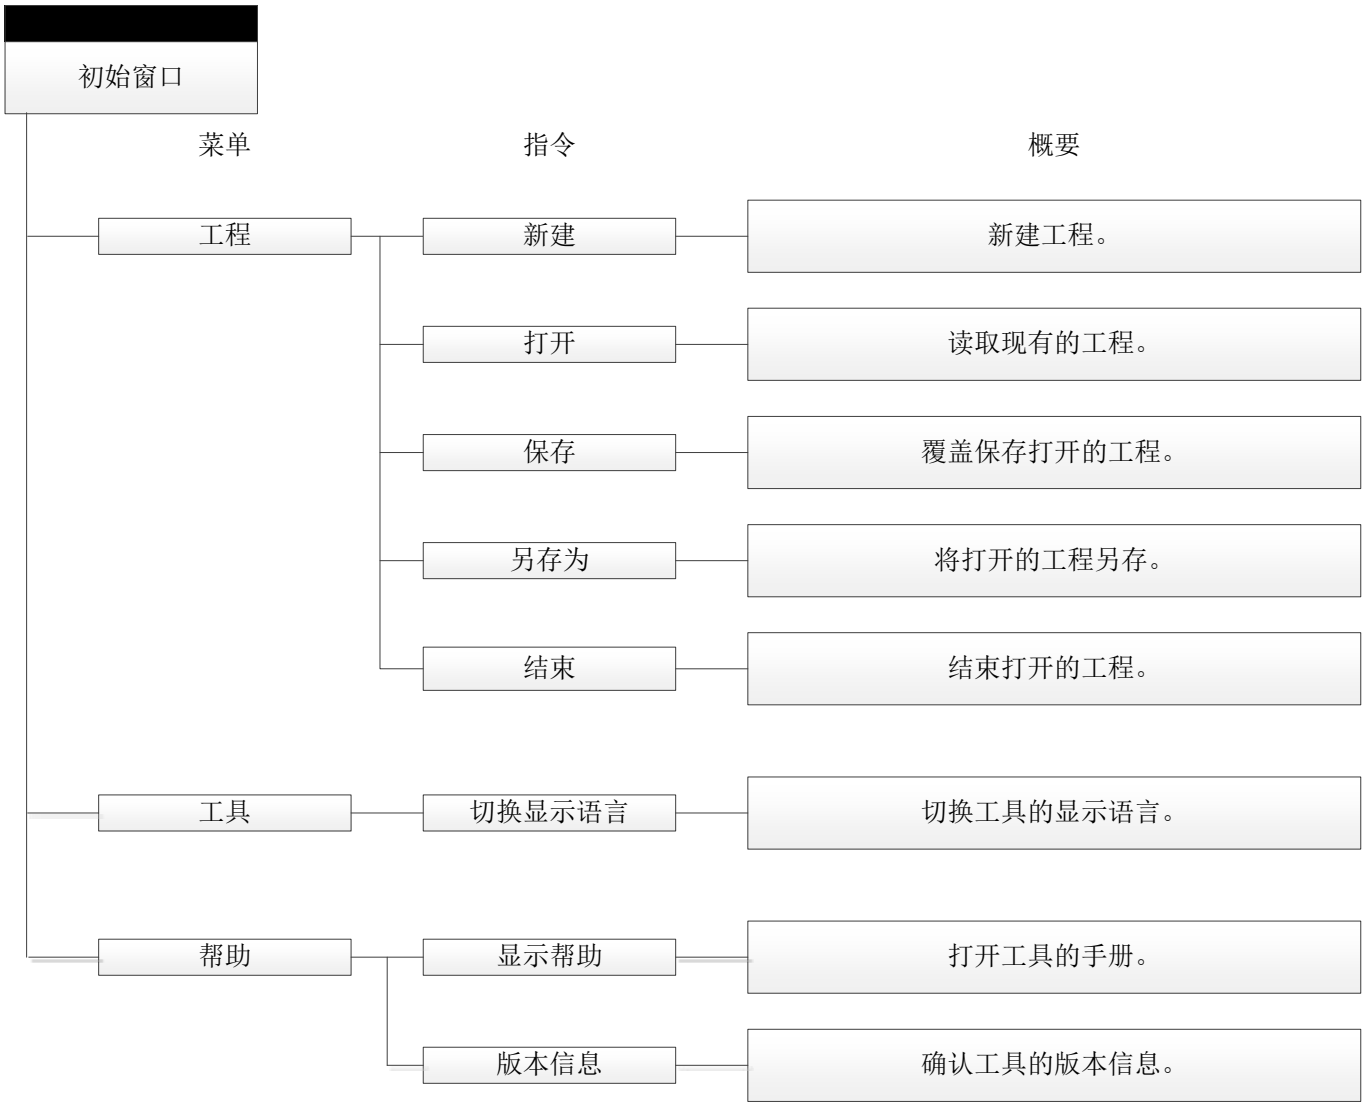 初始窗口
菜单 指令 概要
工程 新建 新建工程。
打开 读取现有的工程。
保存 覆盖保存打开的工程。
另存为 将打开的工程另存。
结束 结束打开的工程。
工具 切换显示语言 切换工具的显示语言。
帮助 显示帮助 打开工具的手册。
版本信息 确认工具的版本信息。